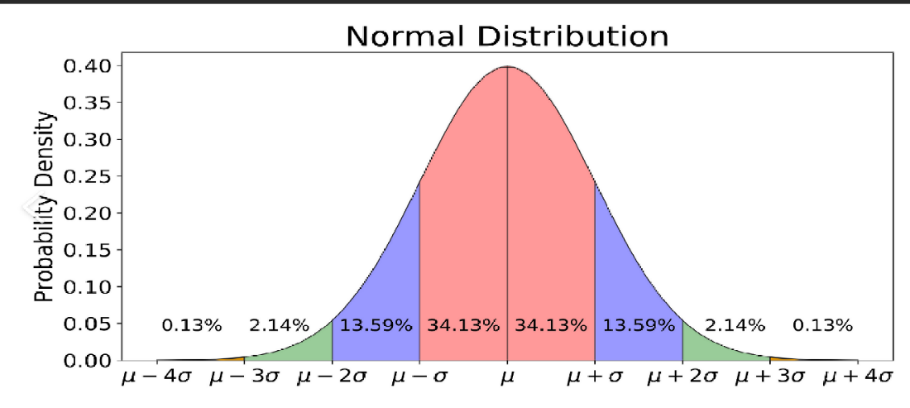 Normal Distribution
Probability Density
0.40
0.35
0.30
0.25
0.20
0.15
0.10
0.05
0.00
0.13% 2.14% 13.59% 34.13% 34.13% 13.59% 2.14% 0.13%
μ − 4σ μ − 3σ μ − 2σ μ − σ μ μ + σ μ + 2σ μ + 3σ μ + 4σ